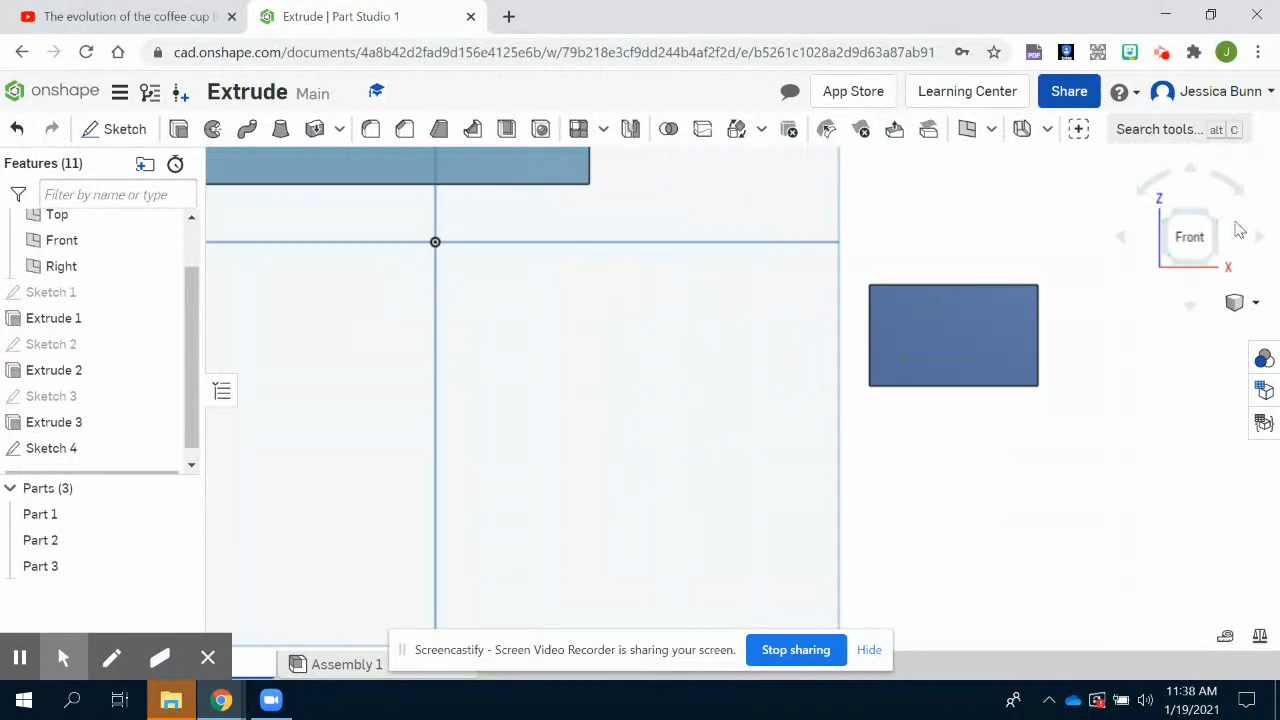 The evolution of the coffee cup l
Extrude | Part Studio 1
cad.onshape.com/documents/4a8b42d2fad9d156e4125e6b/w/79b218e3cf9dd244b4af2f2d/e/b5261c1028a2d9d63a87ab91
PDF
J
onshape
Extrude Main
App Store
Learning Center
Share
Jessica Bunn
Sketch
Search tools... alt C
Features (11)
Filter by name or type
Top
Front
Right
Sketch 1
Extrude 1
Sketch 2
Extrude 2
Sketch 3
Extrude 3
Sketch 4
Parts (3)
Part 1
Part 2
Part 3
Z
Front
X
Screencastify - Screen Video Recorder is sharing your screen.
Stop sharing
Hide
Assembly 1
11:38 AM
1/19/2021